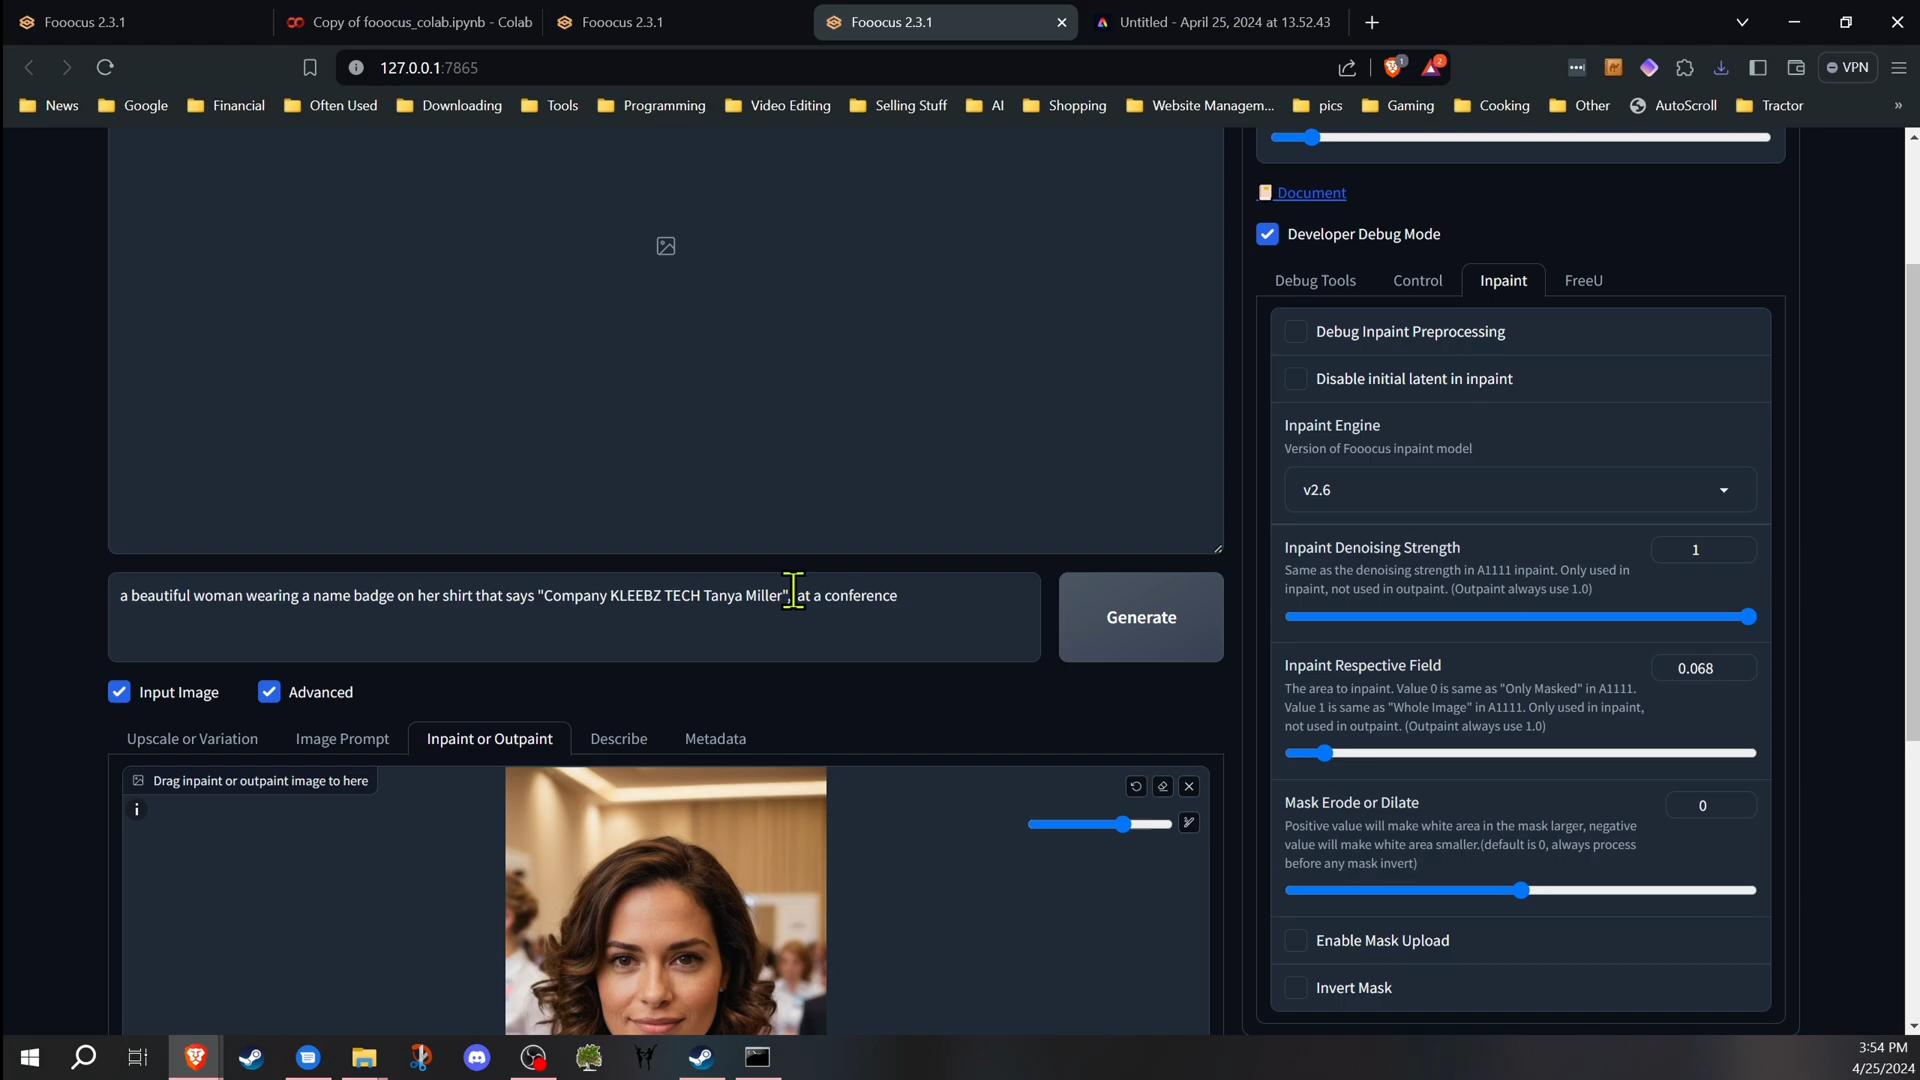 Fooocus 2.3.1
Copy of fooocus_colab.ipynb - Colab
Fooocus 2.3.1
Fooocus 2.3.1
Untitled - April 25, 2024 at 13.52.43
127.0.0.1:7865
1
2
VPN
News
Google
Financial
Often Used
Downloading
Tools
Programming
Video Editing
Selling Stuff
AI
Shopping
Website Managem...
pics
Gaming
Cooking
Other
AutoScroll
Tractor
»
Document
Developer Debug Mode
Debug Tools
Control
Inpaint
FreeU
Debug Inpaint Preprocessing
Disable initial latent in inpaint
Inpaint Engine
Version of Fooocus inpaint model
v2.6
Inpaint Denoising Strength
1
Same as the denoising strength in A1111 inpaint. Only used in
inpaint, not used in outpaint. (Outpaint always use 1.0)
Inpaint Respective Field
0.068
The area to inpaint. Value 0 is same as "Only Masked" in A1111.
Value 1 is same as "Whole Image" in A1111. Only used in inpaint,
not used in outpaint. (Outpaint always use 1.0)
Mask Erode or Dilate
0
Positive value will make white area in the mask larger, negative
value will make white area smaller.(default is 0, always process
before any mask invert)
Enable Mask Upload
Invert Mask
a beautiful woman wearing a name badge on her shirt that says "Company KLEEBZ TECH Tanya Miller", at a conference
Generate
Input Image
Advanced
Upscale or Variation
Image Prompt
Inpaint or Outpaint
Describe
Metadata
Drag inpaint or outpaint image to here
3:54 PM
4/25/2024